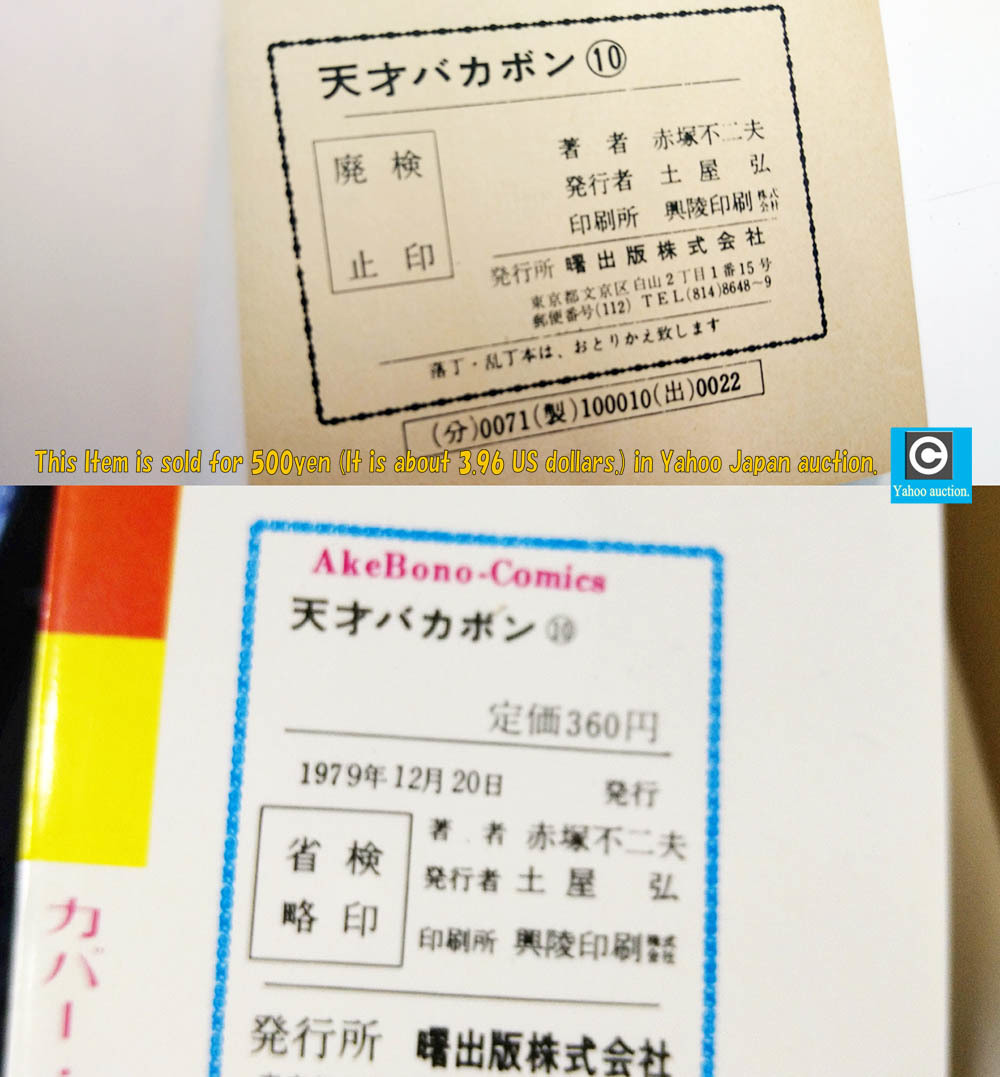 天才バカボン⑩
検印
廃止
著者 赤塚不二夫
発行者 土屋 弘
印刷所 興陵印刷株式会社
発行所 曙出版株式会社
東京都文京区白山2丁目1番15号
郵便番号(112) TEL(814)8648〜9
落丁・乱丁本は、おとりかえ致します
(分)0071(製)100010(出)0022
This Item is sold for 500yen (It is about 3.96 US dollars.) in Yahoo Japan auction.
C
Yahoo auction.
AkeBono-Comics
天才バカボン⑩
定価360円
1979年12月20日 発行
検印
省略
著者 赤塚不二夫
発行者 土屋 弘
印刷所 興陵印刷株式会社
発行所 曙出版株式会社
カバー・